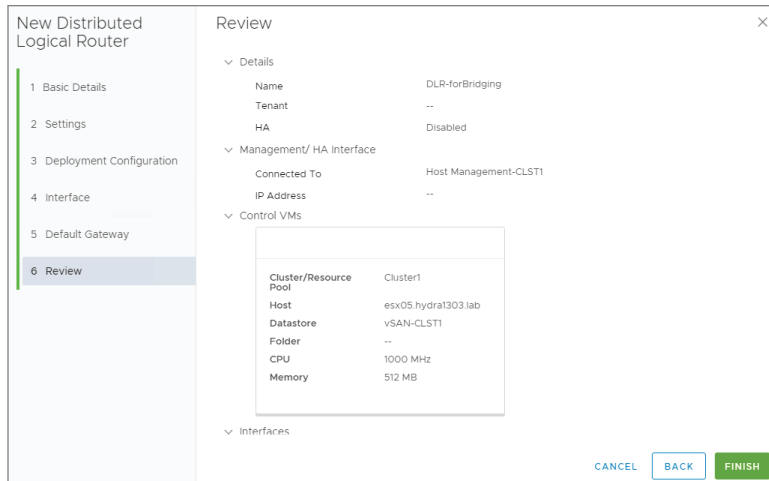 New Distributed
Logical Router
1 Basic Details
2 Settings
3 Deployment Configuration
4 Interface
5 Default Gateway
6 Review
Review
Details
Name DLR-forBridging
Tenant --
HA Disabled
Management/ HA Interface
Connected To Host Management-CLST1
IP Address --
Control VMs
Cluster/Resource Pool Cluster1
Host esx05.hydra1303.lab
Datastore vSAN-CLST1
Folder --
CPU 1000 MHz
Memory 512 MB
Interfaces
CANCEL BACK FINISH